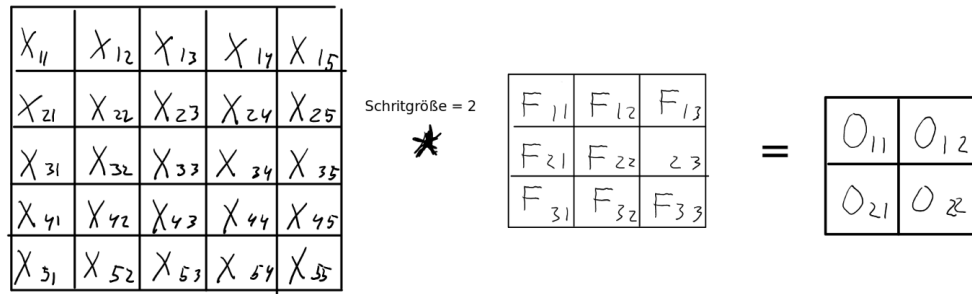 X11 X12 X13 X14 X15
X21 X22 X23 X24 X25
X31 X32 X33 X34 X35
X41 X42 X43 X44 X45
X51 X52 X53 X54 X55
Schritgröße = 2
*
F11 F12 F13
F21 F22 23
F31 F32 F33
=
O11 O12
O21 O22